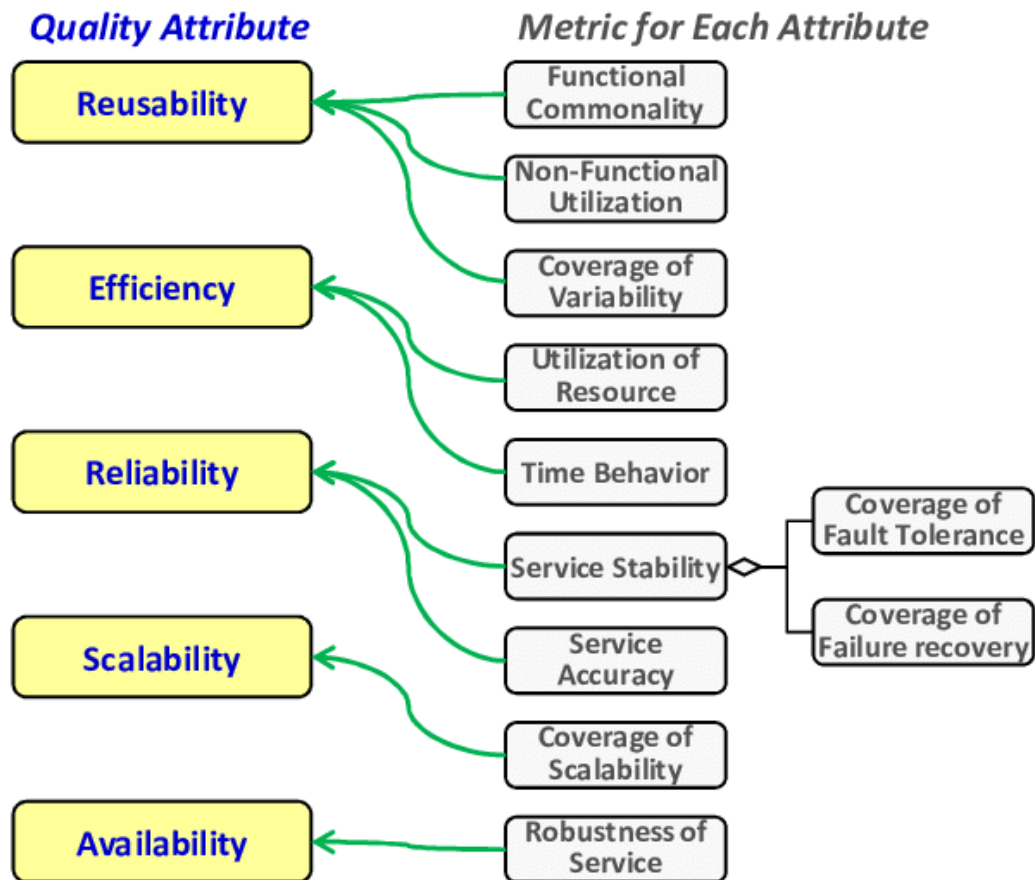 Quality Attribute
Metric for Each Attribute
Reusability
Functional
Commonality
Non-Functional
Utilization
Coverage of
Variability
Efficiency
Utilization of
Resource
Time Behavior
Reliability
Service Stability
Coverage of
Fault Tolerance
Coverage of
Failure recovery
Service
Accuracy
Scalability
Coverage of
Scalability
Availability
Robustness of
Service